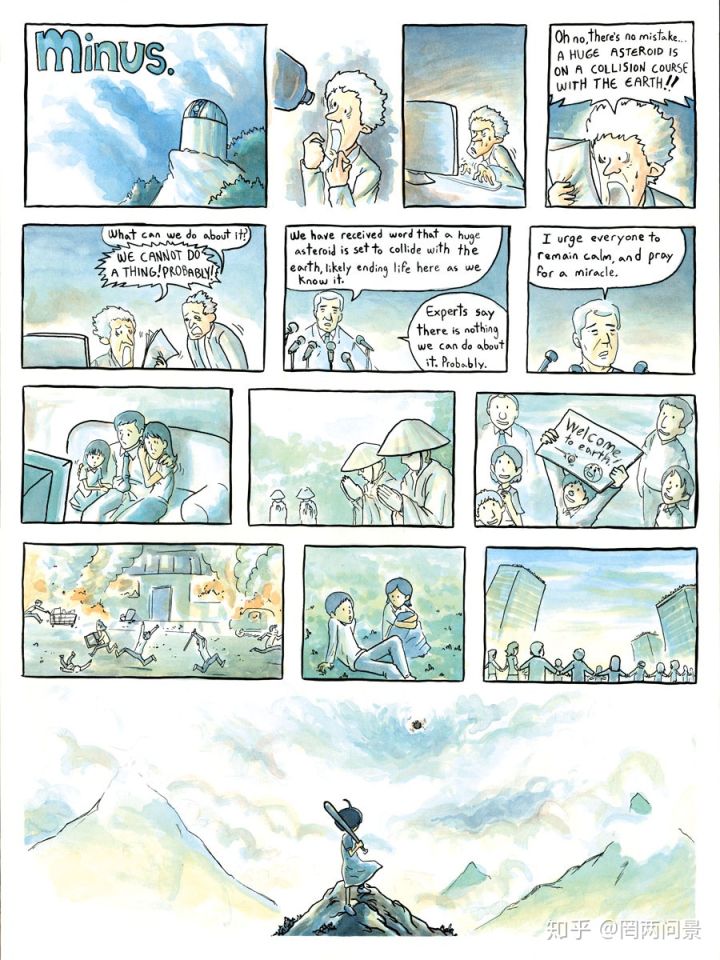 minus.
Oh no, there's no mistake...
A HUGE ASTEROID IS
ON A COLLISION COURSE
WITH THE EARTH!!
What can we do about it?
WE CANNOT DO
A THING! PROBABLY!
We have received word that a huge
asteroid is set to collide with the
earth, likely ending life here as we
know it.
Experts say
there is nothing
we can do about
it. Probably.
I urge everyone to
remain calm, and pray
for a miracle.
Welcome
to earth!
知乎 @罔两问景